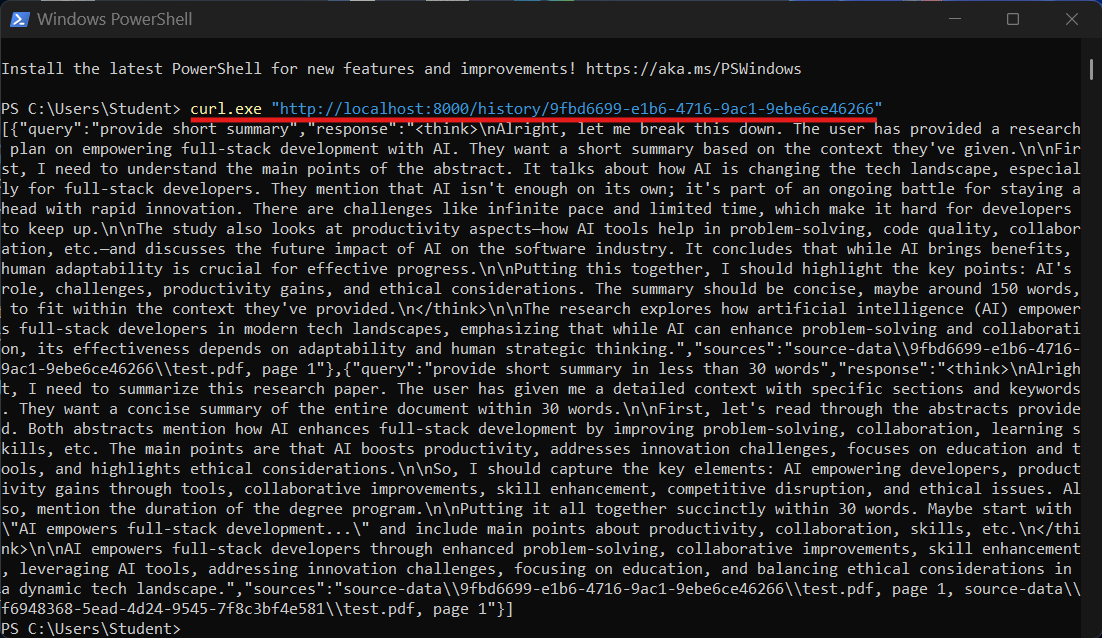 Windows PowerShell
Install the latest PowerShell for new features and improvements! https://aka.ms/PSWindows
PS C:\Users\Student> curl.exe "http://localhost:8000/history/9fbd6699-e1b6-4716-9ac1-9ebe6ce46266"
[{"query":"provide short summary","response":"<think>\nAlright, let me break this down. The user has provided a research
 plan on empowering full-stack development with AI. They want a short summary based on the context they've given.\n\nFir
st, I need to understand the main points of the abstract. It talks about how AI is changing the tech landscape, especial
ly for full-stack developers. They mention that AI isn't enough on its own; it's part of an ongoing battle for staying a
head with rapid innovation. There are challenges like infinite pace and limited time, which make it hard for developers
to keep up.\n\nThe study also looks at productivity aspects—how AI tools help in problem-solving, code quality, collabor
ation, etc.—and discusses the future impact of AI on the software industry. It concludes that while AI brings benefits,
human adaptability is crucial for effective progress.\n\nPutting this together, I should highlight the key points: AI's
role, challenges, productivity gains, and ethical considerations. The summary should be concise, maybe around 150 words,
 to fit within the context they've provided.\n</think>\n\nThe research explores how artificial intelligence (AI) empower
s full-stack developers in modern tech landscapes, emphasizing that while AI can enhance problem-solving and collaborati
on, its effectiveness depends on adaptability and human strategic thinking.","sources":"source-data\\9fbd6699-e1b6-4716-
9ac1-9ebe6ce46266\\test.pdf, page 1"},{"query":"provide short summary in less than 30 words","response":"<think>\nAlrigh
t, I need to summarize this research paper. The user has given me a detailed context with specific sections and keywords
. They want a concise summary of the entire document within 30 words.\n\nFirst, let's read through the abstracts provide
d. Both abstracts mention how AI enhances full-stack development by improving problem-solving, collaboration, learning s
kills, etc. The main points are that AI boosts productivity, addresses innovation challenges, focuses on education and t
ools, and highlights ethical considerations.\n\nSo, I should capture the key elements: AI empowering developers, product
ivity gains through tools, collaborative improvements, skill enhancement, competitive disruption, and ethical issues. Al
so, mention the duration of the degree program.\n\nPutting it all together succinctly within 30 words. Maybe start with
\"AI empowers full-stack development...\" and include main points about productivity, collaboration, skills, etc.\n</thi
nk>\n\nAI empowers full-stack developers through enhanced problem-solving, collaborative improvements, skill enhancement
, leveraging AI tools, addressing innovation challenges, focusing on education, and balancing ethical considerations in
a dynamic tech landscape.","sources":"source-data\\9fbd6699-e1b6-4716-9ac1-9ebe6ce46266\\test.pdf, page 1, source-data\\
f6948368-5ead-4d24-9545-7f8c3bf4e581\\test.pdf, page 1"}]
PS C:\Users\Student>